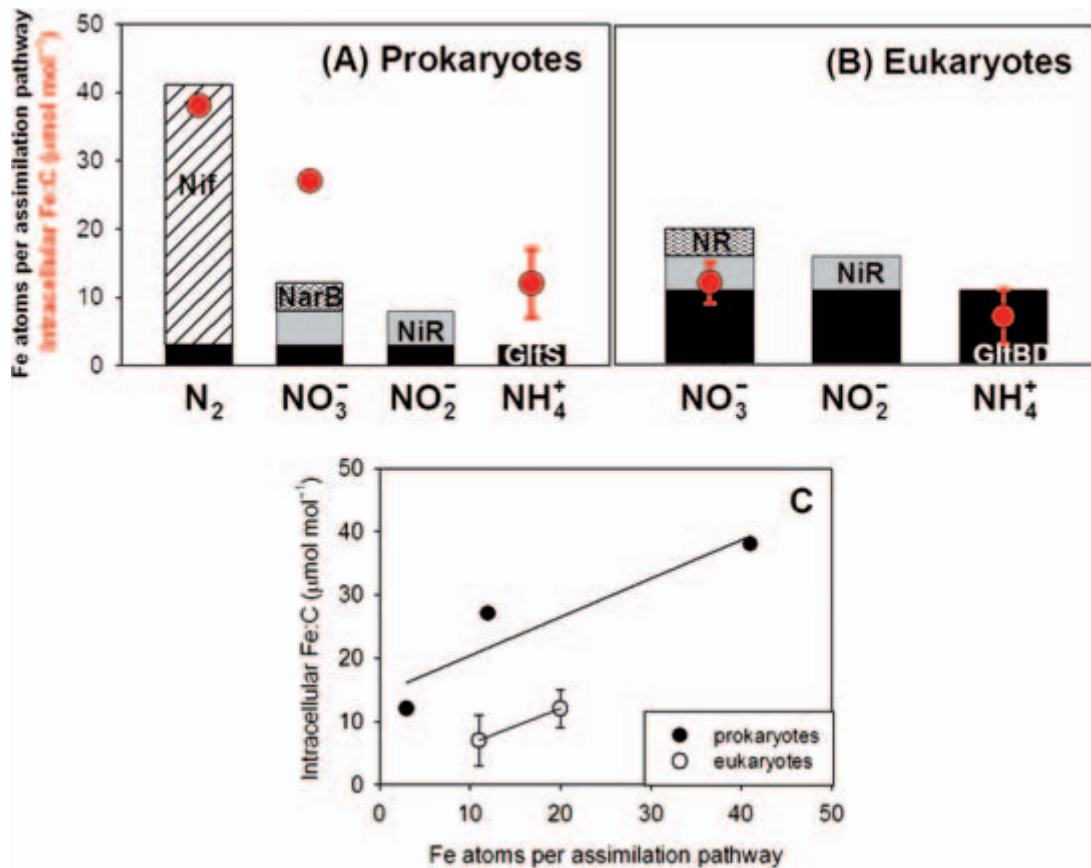 Fe atoms per assimilation pathway
Intracellular Fe:C (μmol mol⁻¹)
50
40
30
20
10
0
(A) Prokaryotes
Nif
NarB
NiR
GltS
N₂
NO₃⁻
NO₂⁻
NH₄⁺
(B) Eukaryotes
NR
NiR
GltBD
NO₃⁻
NO₂⁻
NH₄⁺
C
Intracellular Fe:C (μmol mol⁻¹)
50
40
30
20
10
0
prokaryotes
eukaryotes
0 10 20 30 40 50
Fe atoms per assimilation pathway